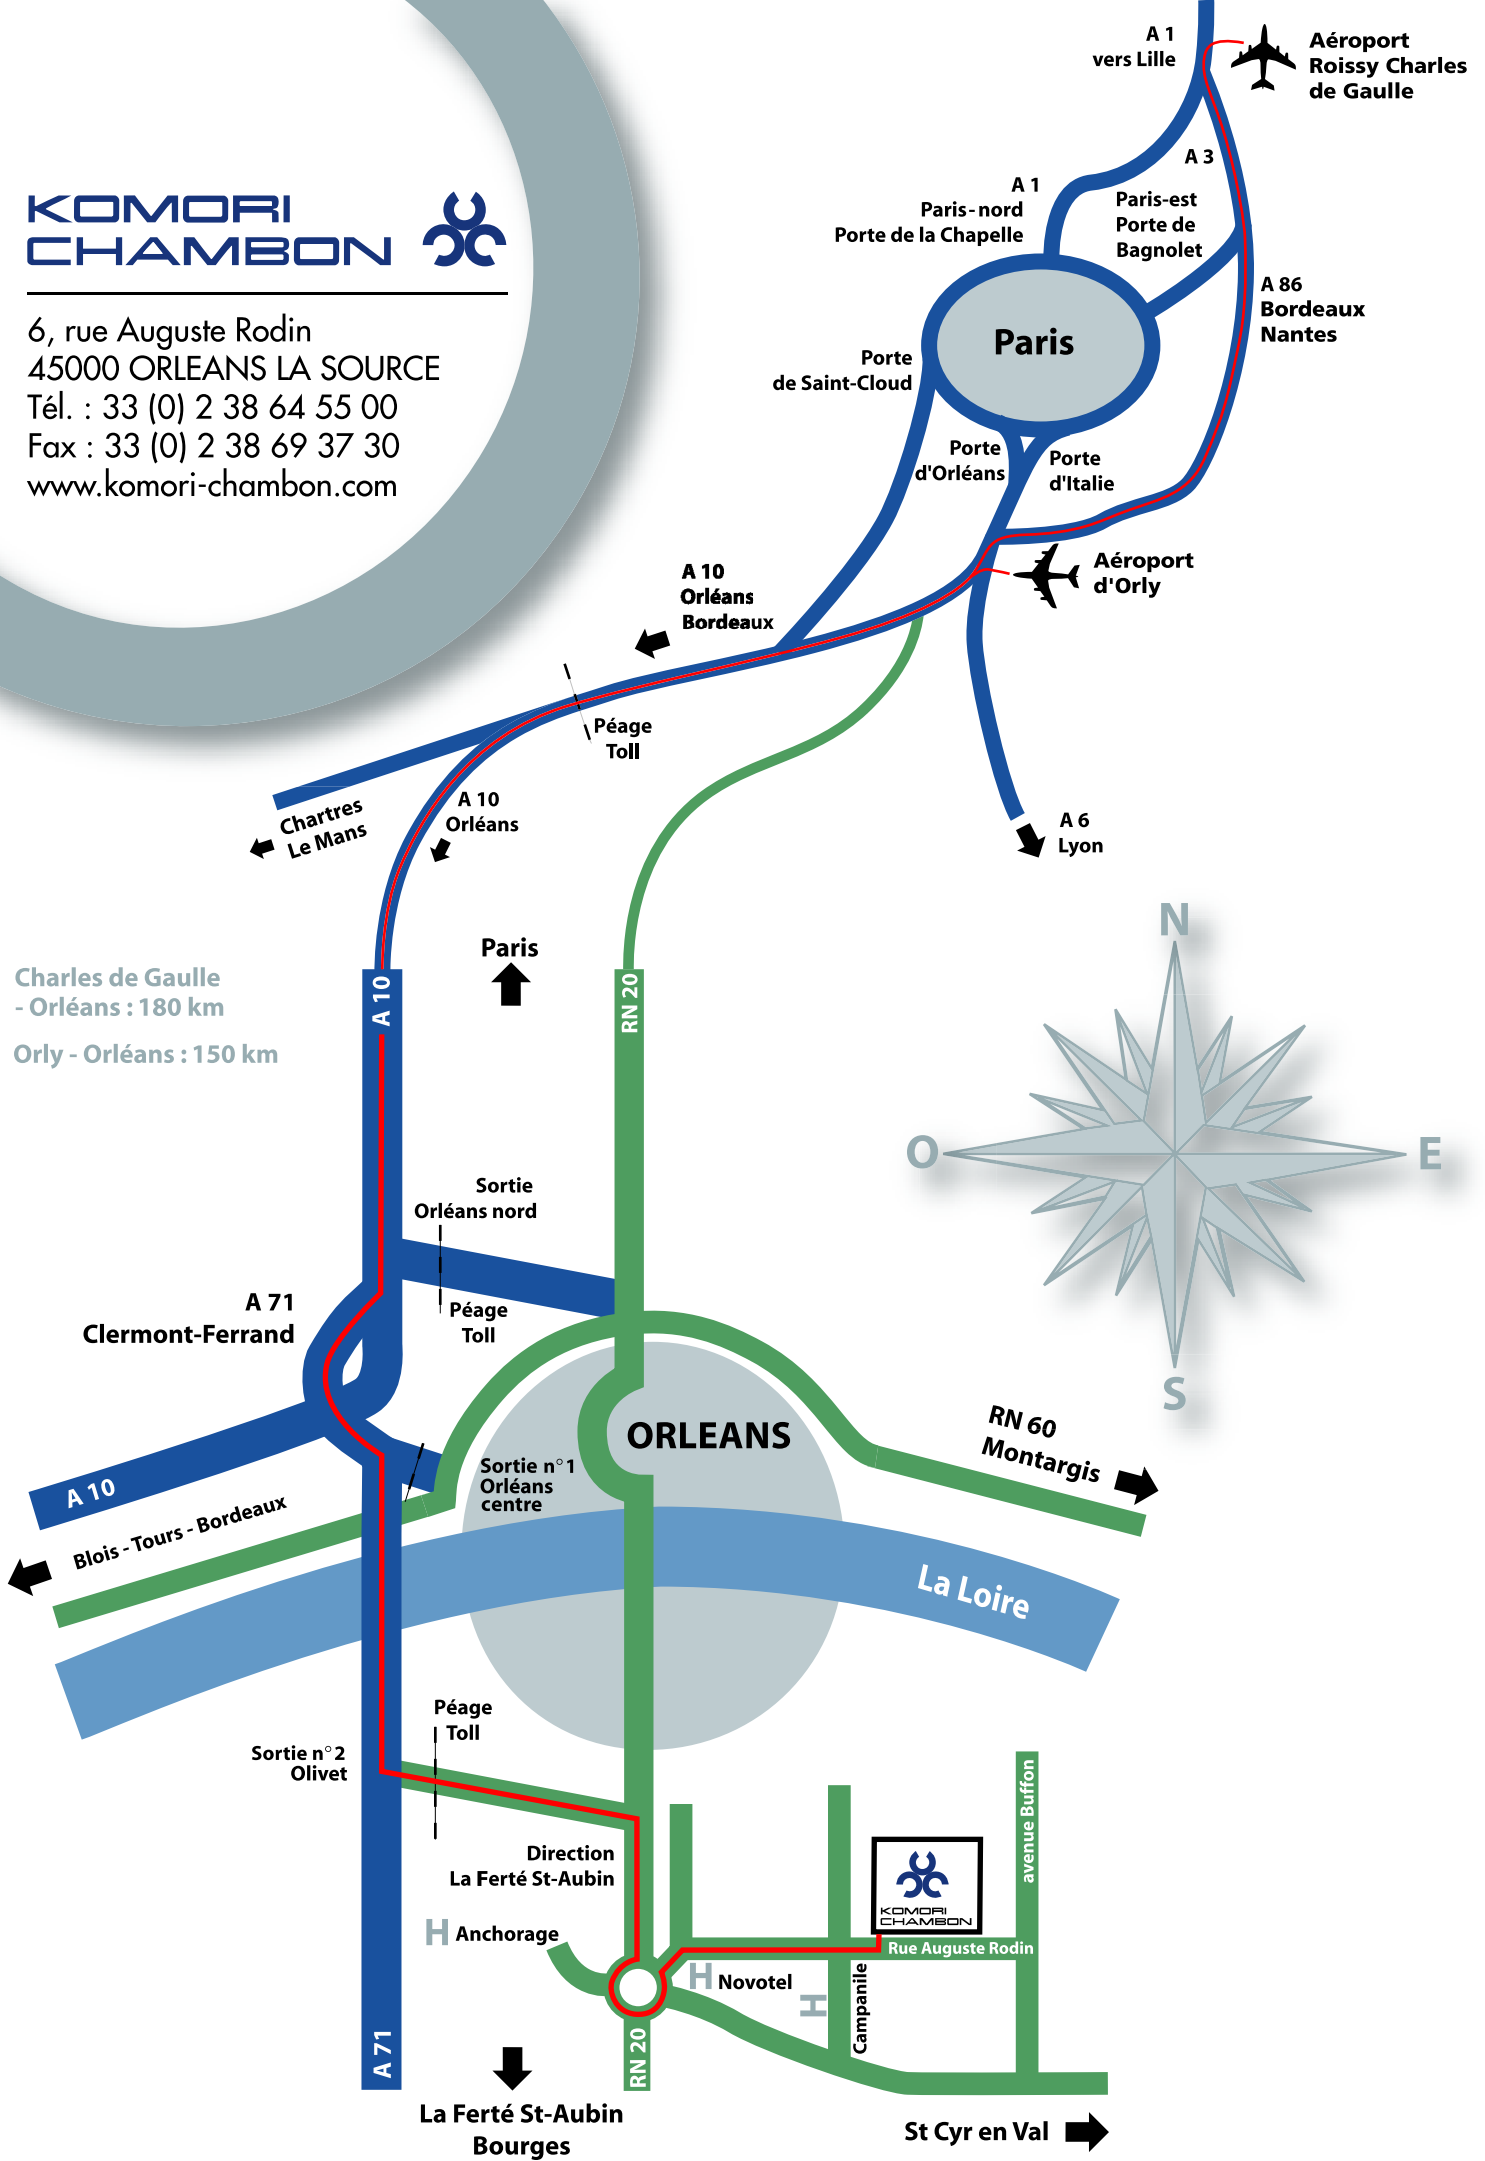 A 1
vers Lille
Aéroport
Roissy Charles
de Gaulle
A 3
A 1
Paris-nord
Porte de la Chapelle
Paris-est
Porte de
Bagnolet
KOMORI
CHAMBON
6, rue Auguste Rodin
45000 ORLEANS LA SOURCE
Tél. : 33 (0) 2 38 64 55 00
Fax : 33 (0) 2 38 69 37 30
www.komori-chambon.com
A 86
Bordeaux
Nantes
Paris
Porte
de Saint-Cloud
Porte
d'Orléans
Porte
d'Italie
Aéroport
d'Orly
A 10
Orléans
Bordeaux
Péage
Toll
Chartres
Le Mans
A 10
Orléans
A 6
Lyon
Paris
Charles de Gaulle
- Orléans : 180 km
Orly - Orléans : 150 km
A 10
RN 20
N
O
E
S
Sortie
Orléans nord
Péage
Toll
A 71
Clermont-Ferrand
ORLEANS
RN 60
Montargis
Sortie n°1
Orléans
centre
A 10
Blois - Tours - Bordeaux
La Loire
Péage
Toll
Sortie n°2
Olivet
Direction
La Ferté St-Aubin
H Anchorage
avenue Buffon
KOMORI
CHAMBON
Rue Auguste Rodin
H Novotel
H
Campanile
A 71
RN 20
La Ferté St-Aubin
Bourges
St Cyr en Val